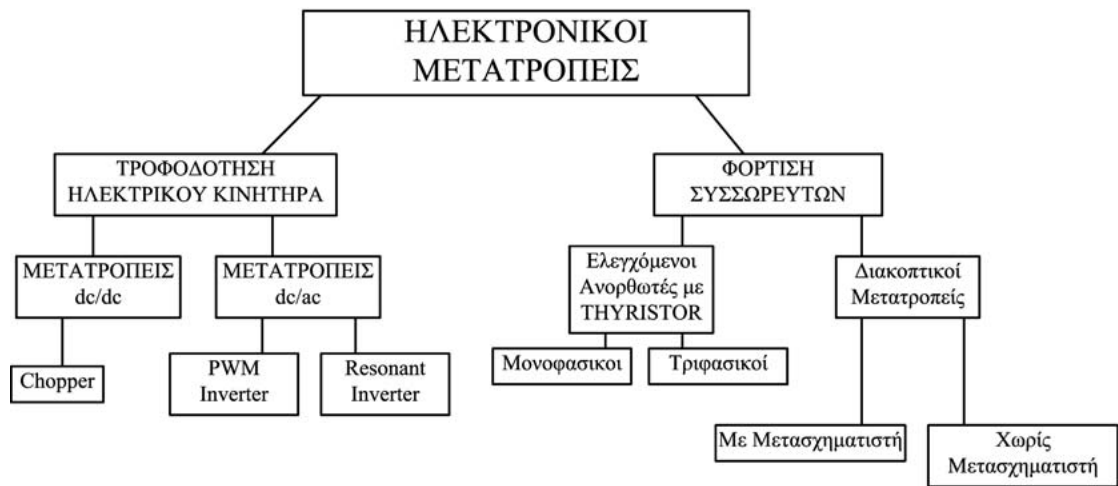 ΗΛΕΚΤΡΟΝΙΚΟΙ
ΜΕΤΑΤΡΟΠΕΙΣ
ΤΡΟΦΟΔΟΤΗΣΗ
ΗΛΕΚΤΡΙΚΟΥ ΚΙΝΗΤΗΡΑ
ΦΟΡΤΙΣΗ
ΣΥΣΣΩΡΕΥΤΩΝ
ΜΕΤΑΤΡΟΠΕΙΣ
dc/dc
ΜΕΤΑΤΡΟΠΕΙΣ
dc/ac
Ελεγχόμενοι
Ανορθωτές με
THYRISTOR
Διακοπτικοί
Μετατροπείς
Chopper
PWM
Inverter
Resonant
Inverter
Μονοφασικοι
Τριφασικοί
Με Μετασχηματιστή
Χωρίς
Μετασχηματιστή